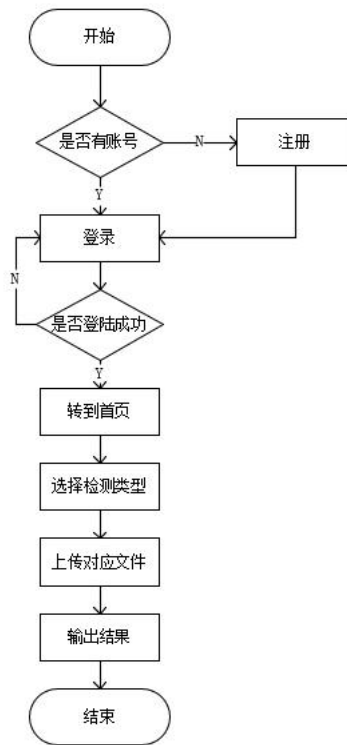 开始
是否有账号
N
注册
Y
登录
N
是否登陆成功
Y
转到首页
选择检测类型
上传对应文件
输出结果
结束